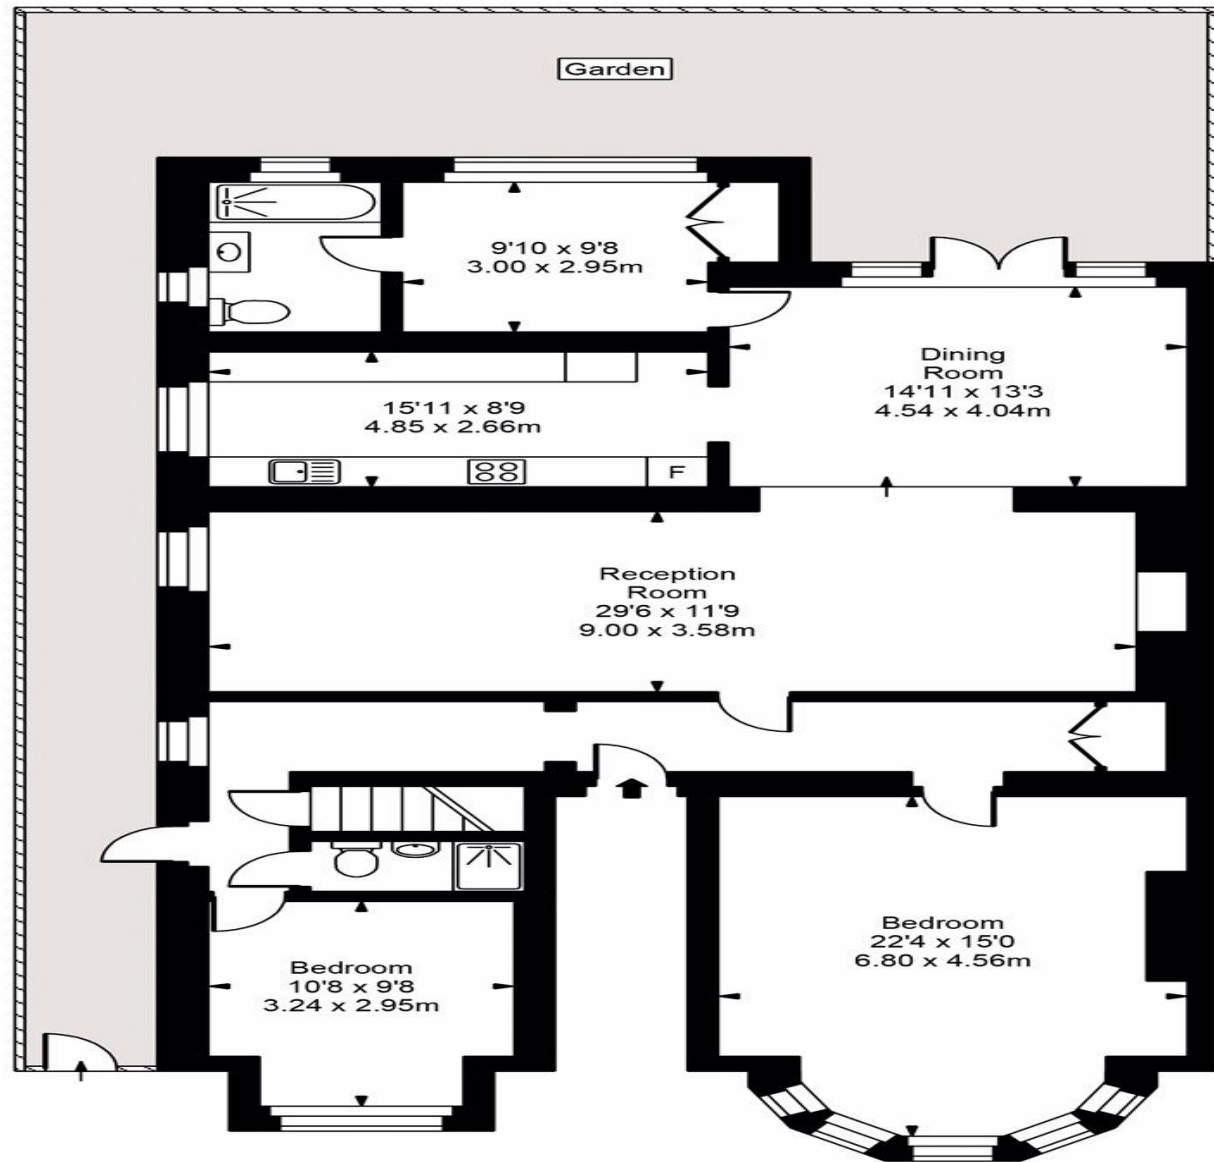 Garden
9'10 x 9'8
3.00 x 2.95m
Dining
Room
14'11 x 13'3
4.54 x 4.04m
15'11 x 8'9
4.85 x 2.66m
F
Reception
Room
29'6 x 11'9
9.00 x 3.58m
Bedroom
22'4 x 15'0
6.80 x 4.56m
Bedroom
10'8 x 9'8
3.24 x 2.95m